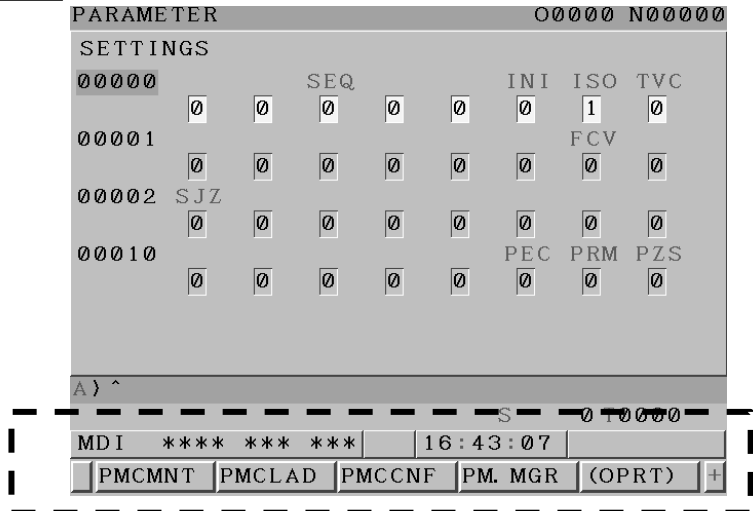 PARAMETER O0000 N00000
SETTINGS
00000 SEQ INI ISO TVC
0 0 0 0 0 0 1 0
00001 FCV
0 0 0 0 0 0 0 0
00002 SJZ
0 0 0 0 0 0 0 0
00010 PEC PRM PZS
0 0 0 0 0 0 0 0
A) ^
S 0 T0000
MDI **** *** *** 16:43:07
PMCMNT PMCLAD PMCCNF PM. MGR (OPRT) +